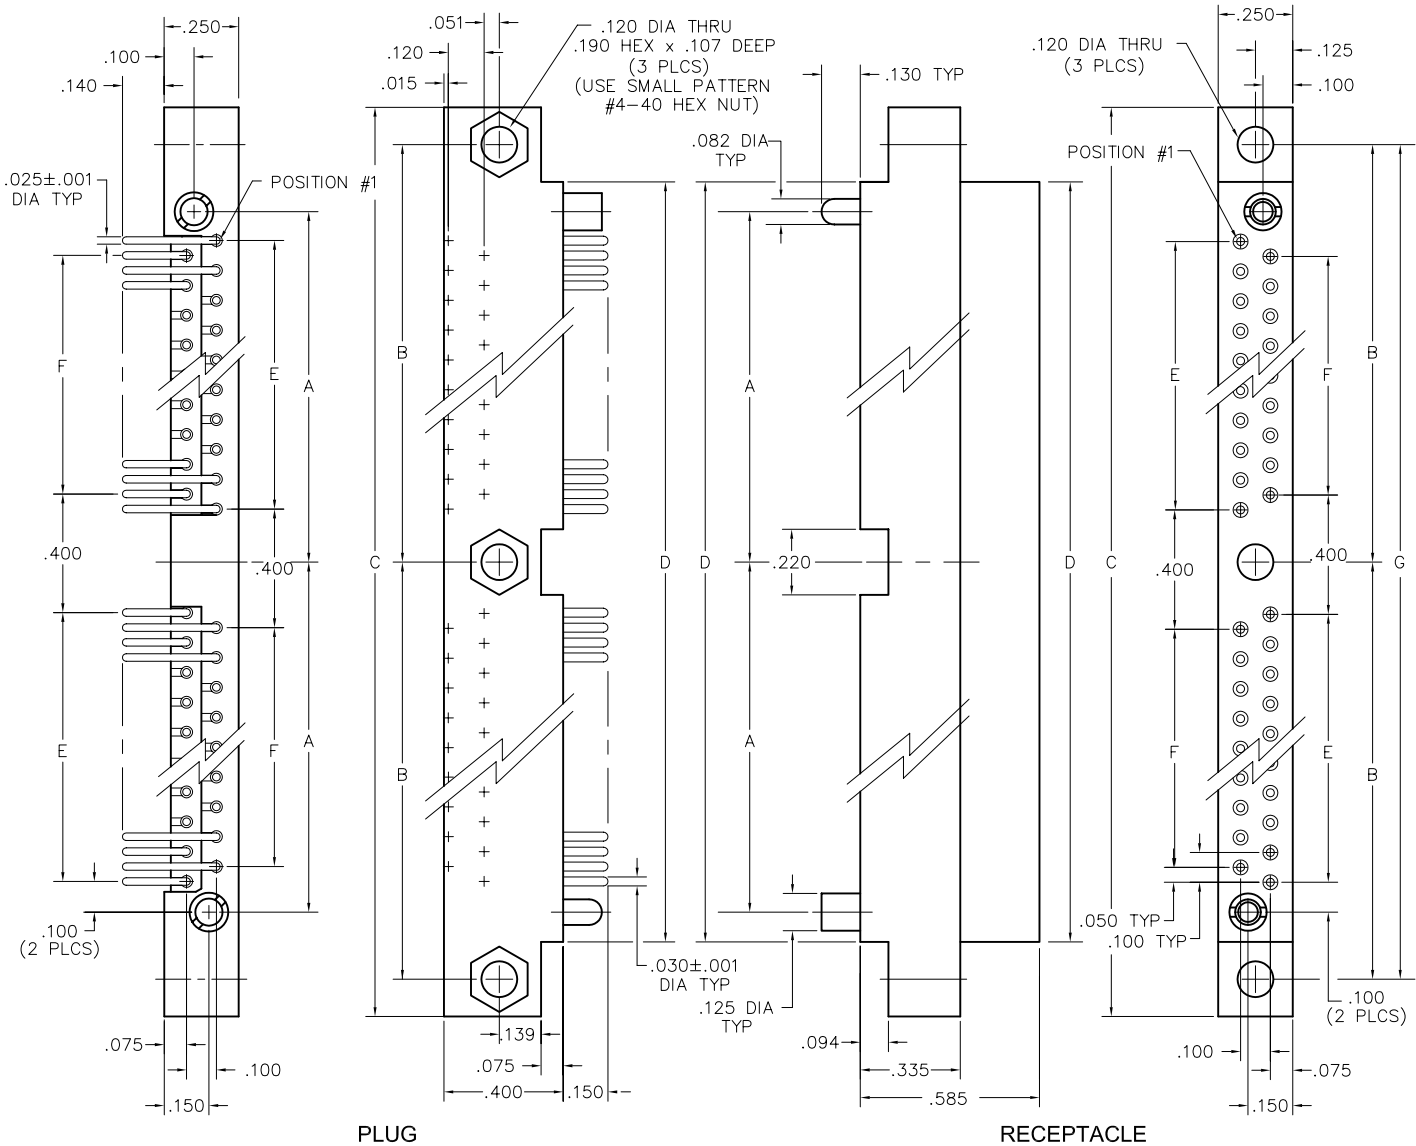 .250
.100
.140
.025±.001
DIA TYP
POSITION #1
F
E
A
.400
.400
E
F
A
.100
(2 PLCS)
.075
.100
.150
.051
.120
.015
.120 DIA THRU
.190 HEX x .107 DEEP
(3 PLCS)
(USE SMALL PATTERN
#4-40 HEX NUT)
B
C
D
B
.030±.001
DIA TYP
.139
.075
.400
.150
PLUG
.130 TYP
.082 DIA
TYP
A
D
.220
D
A
.125 DIA
TYP
.094
.335
.585
.250
.120 DIA THRU
(3 PLCS)
.125
.100
POSITION #1
E
F
B
C
.400
.400
G
F
E
B
.050 TYP
.100 TYP
.100
(2 PLCS)
.100
.075
.150
RECEPTACLE